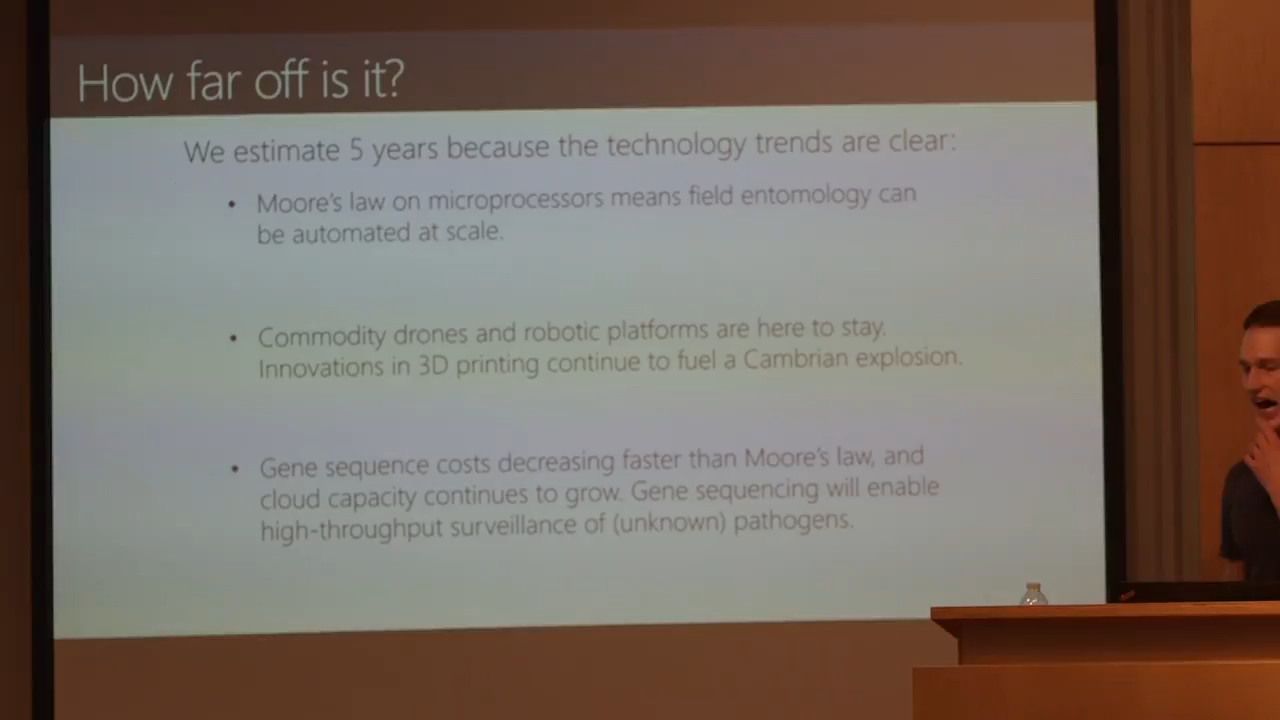 How far off is it?
We estimate 5 years because the technology trends are clear:
• Moore's law on microprocessors means field entomology can
be automated at scale.
• Commodity drones and robotic platforms are here to stay.
Innovations in 3D printing continue to fuel a Cambrian explosion.
• Gene sequence costs decreasing faster than Moore's law, and
cloud capacity continues to grow. Gene sequencing will enable
high-throughput surveillance of (unknown) pathogens.